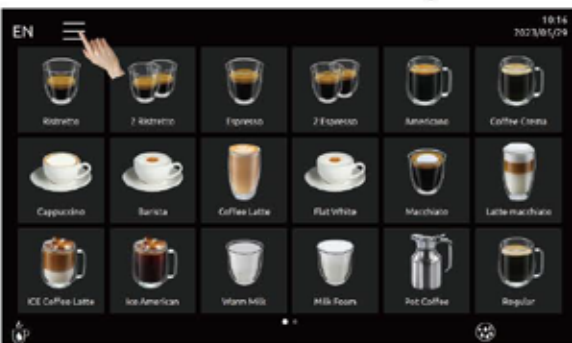 EN
10:16
2023/05/29
Ristretto
2 Ristretto
Espresso
2 Espresso
Americano
Coffee Crema
Cappuccino
Barista
Coffee Latte
Flat White
Macchiato
Latte macchiato
ICE Coffee Latte
Ice American
Warm Milk
Milk Foam
Pot Coffee
Regular